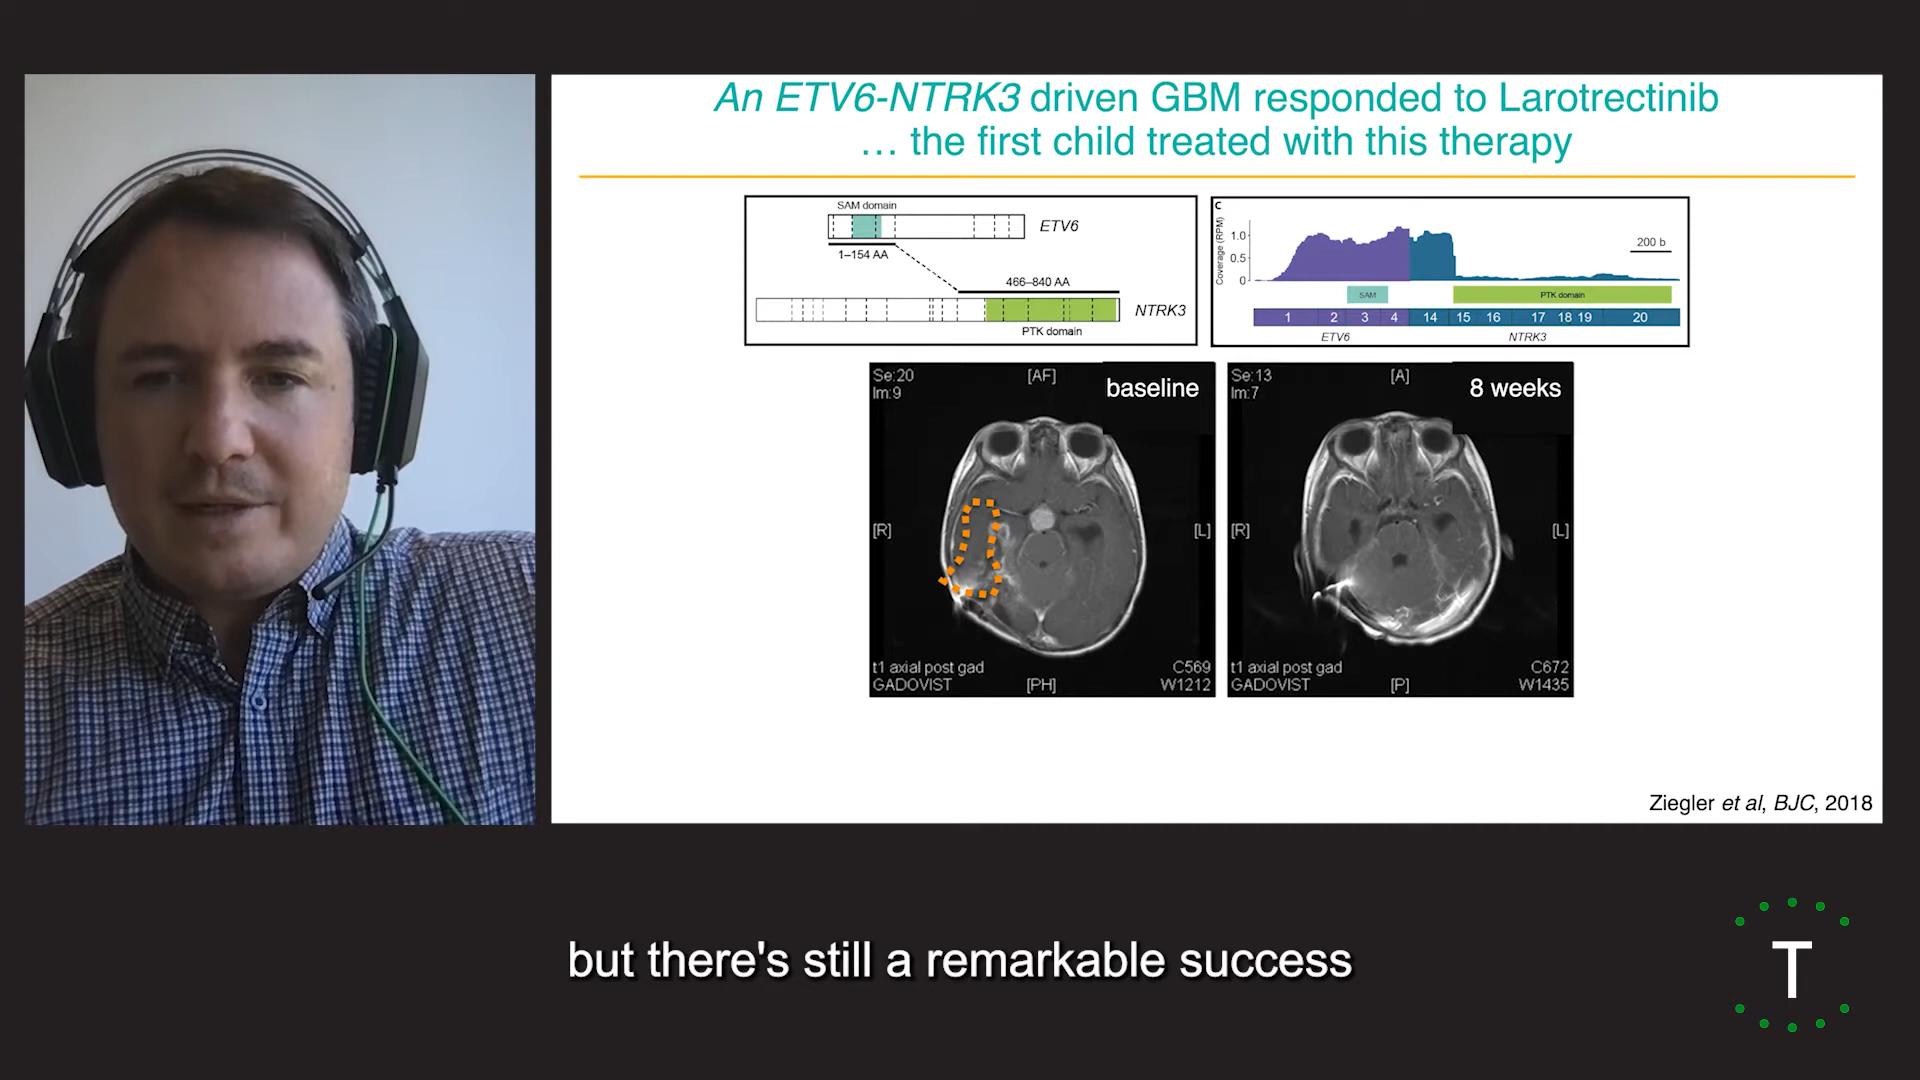 An ETV6-NTRK3 driven GBM responded to Larotrectinib
… the first child treated with this therapy
SAM domain
ETV6
1–154 AA
466–840 AA
NTRK3
PTK domain
C
Coverage (RPM)
1.0
0.5
0
200 b
SAM
PTK domain
1 2 3 4 14 15 16 17 18 19 20
ETV6 NTRK3
Se:20
Im:9
[AF]
baseline
[R]
[L]
t1 axial post gad
GADOVIST
[PH]
C569
W1212
Se:13
Im:7
[A]
8 weeks
[R]
[L]
t1 axial post gad
GADOVIST
[P]
C672
W1435
Ziegler et al, BJC, 2018
but there's still a remarkable success
T